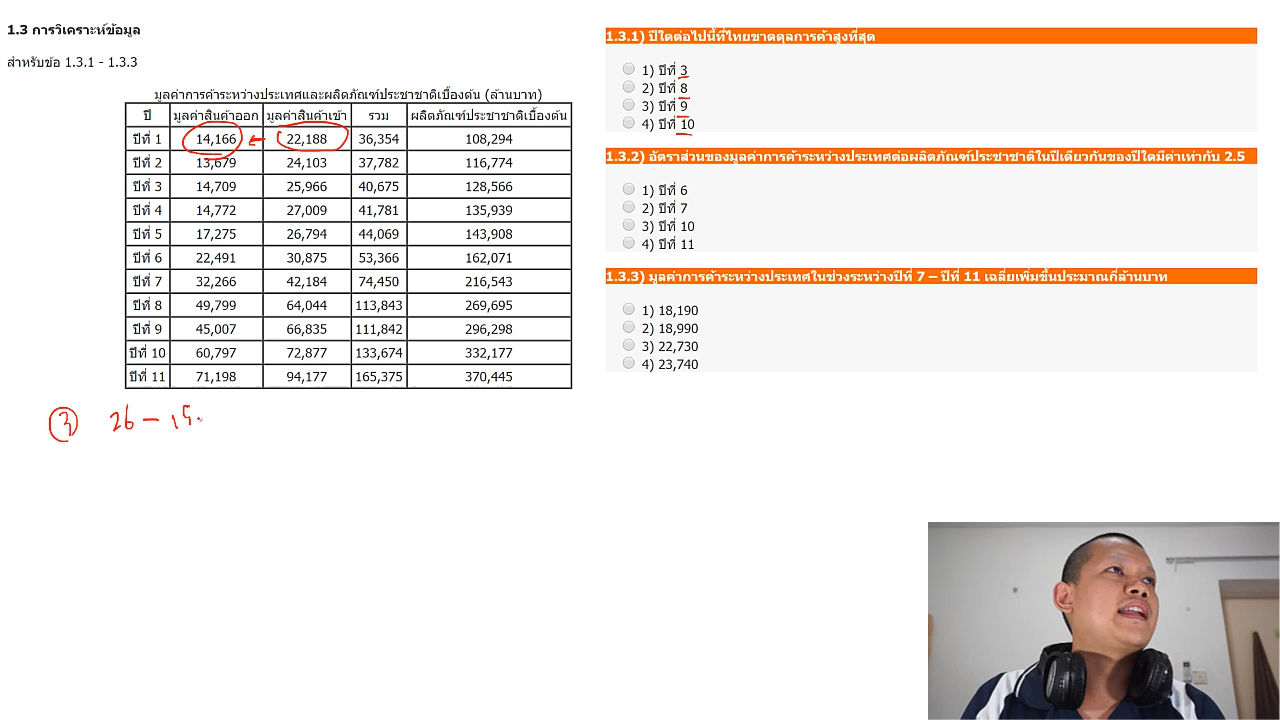 1.3 การวิเคราะห์ข้อมูล
สำหรับข้อ 1.3.1 - 1.3.3
มูลค่าการค้าระหว่างประเทศและผลิตภัณฑ์ประชาชาติเบื้องต้น (ล้านบาท)
ปี มูลค่าสินค้าออก มูลค่าสินค้าเข้า รวม ผลิตภัณฑ์ประชาชาติเบื้องต้น
ปีที่ 1 14,166 22,188 36,354 108,294
ปีที่ 2 13,679 24,103 37,782 116,774
ปีที่ 3 14,709 25,966 40,675 128,566
ปีที่ 4 14,772 27,009 41,781 135,939
ปีที่ 5 17,275 26,794 44,069 143,908
ปีที่ 6 22,491 30,875 53,366 162,071
ปีที่ 7 32,266 42,184 74,450 216,543
ปีที่ 8 49,799 64,044 113,843 269,695
ปีที่ 9 45,007 66,835 111,842 296,298
ปีที่ 10 60,797 72,877 133,674 332,177
ปีที่ 11 71,198 94,177 165,375 370,445
3 26 - 15
1.3.1) ปีใดต่อไปนี้ที่ไทยขาดดุลการค้าสูงที่สุด
1) ปีที่ 3
2) ปีที่ 8
3) ปีที่ 9
4) ปีที่ 10
1.3.2) อัตราส่วนของมูลค่าการค้าระหว่างประเทศต่อผลิตภัณฑ์ประชาชาติในปีเดียวกันของปีใดมีค่าเท่ากับ 2.5
1) ปีที่ 6
2) ปีที่ 7
3) ปีที่ 10
4) ปีที่ 11
1.3.3) มูลค่าการค้าระหว่างประเทศในช่วงระหว่างปีที่ 7 – ปีที่ 11 เฉลี่ยเพิ่มขึ้นประมาณกี่ล้านบาท
1) 18,190
2) 18,990
3) 22,730
4) 23,740